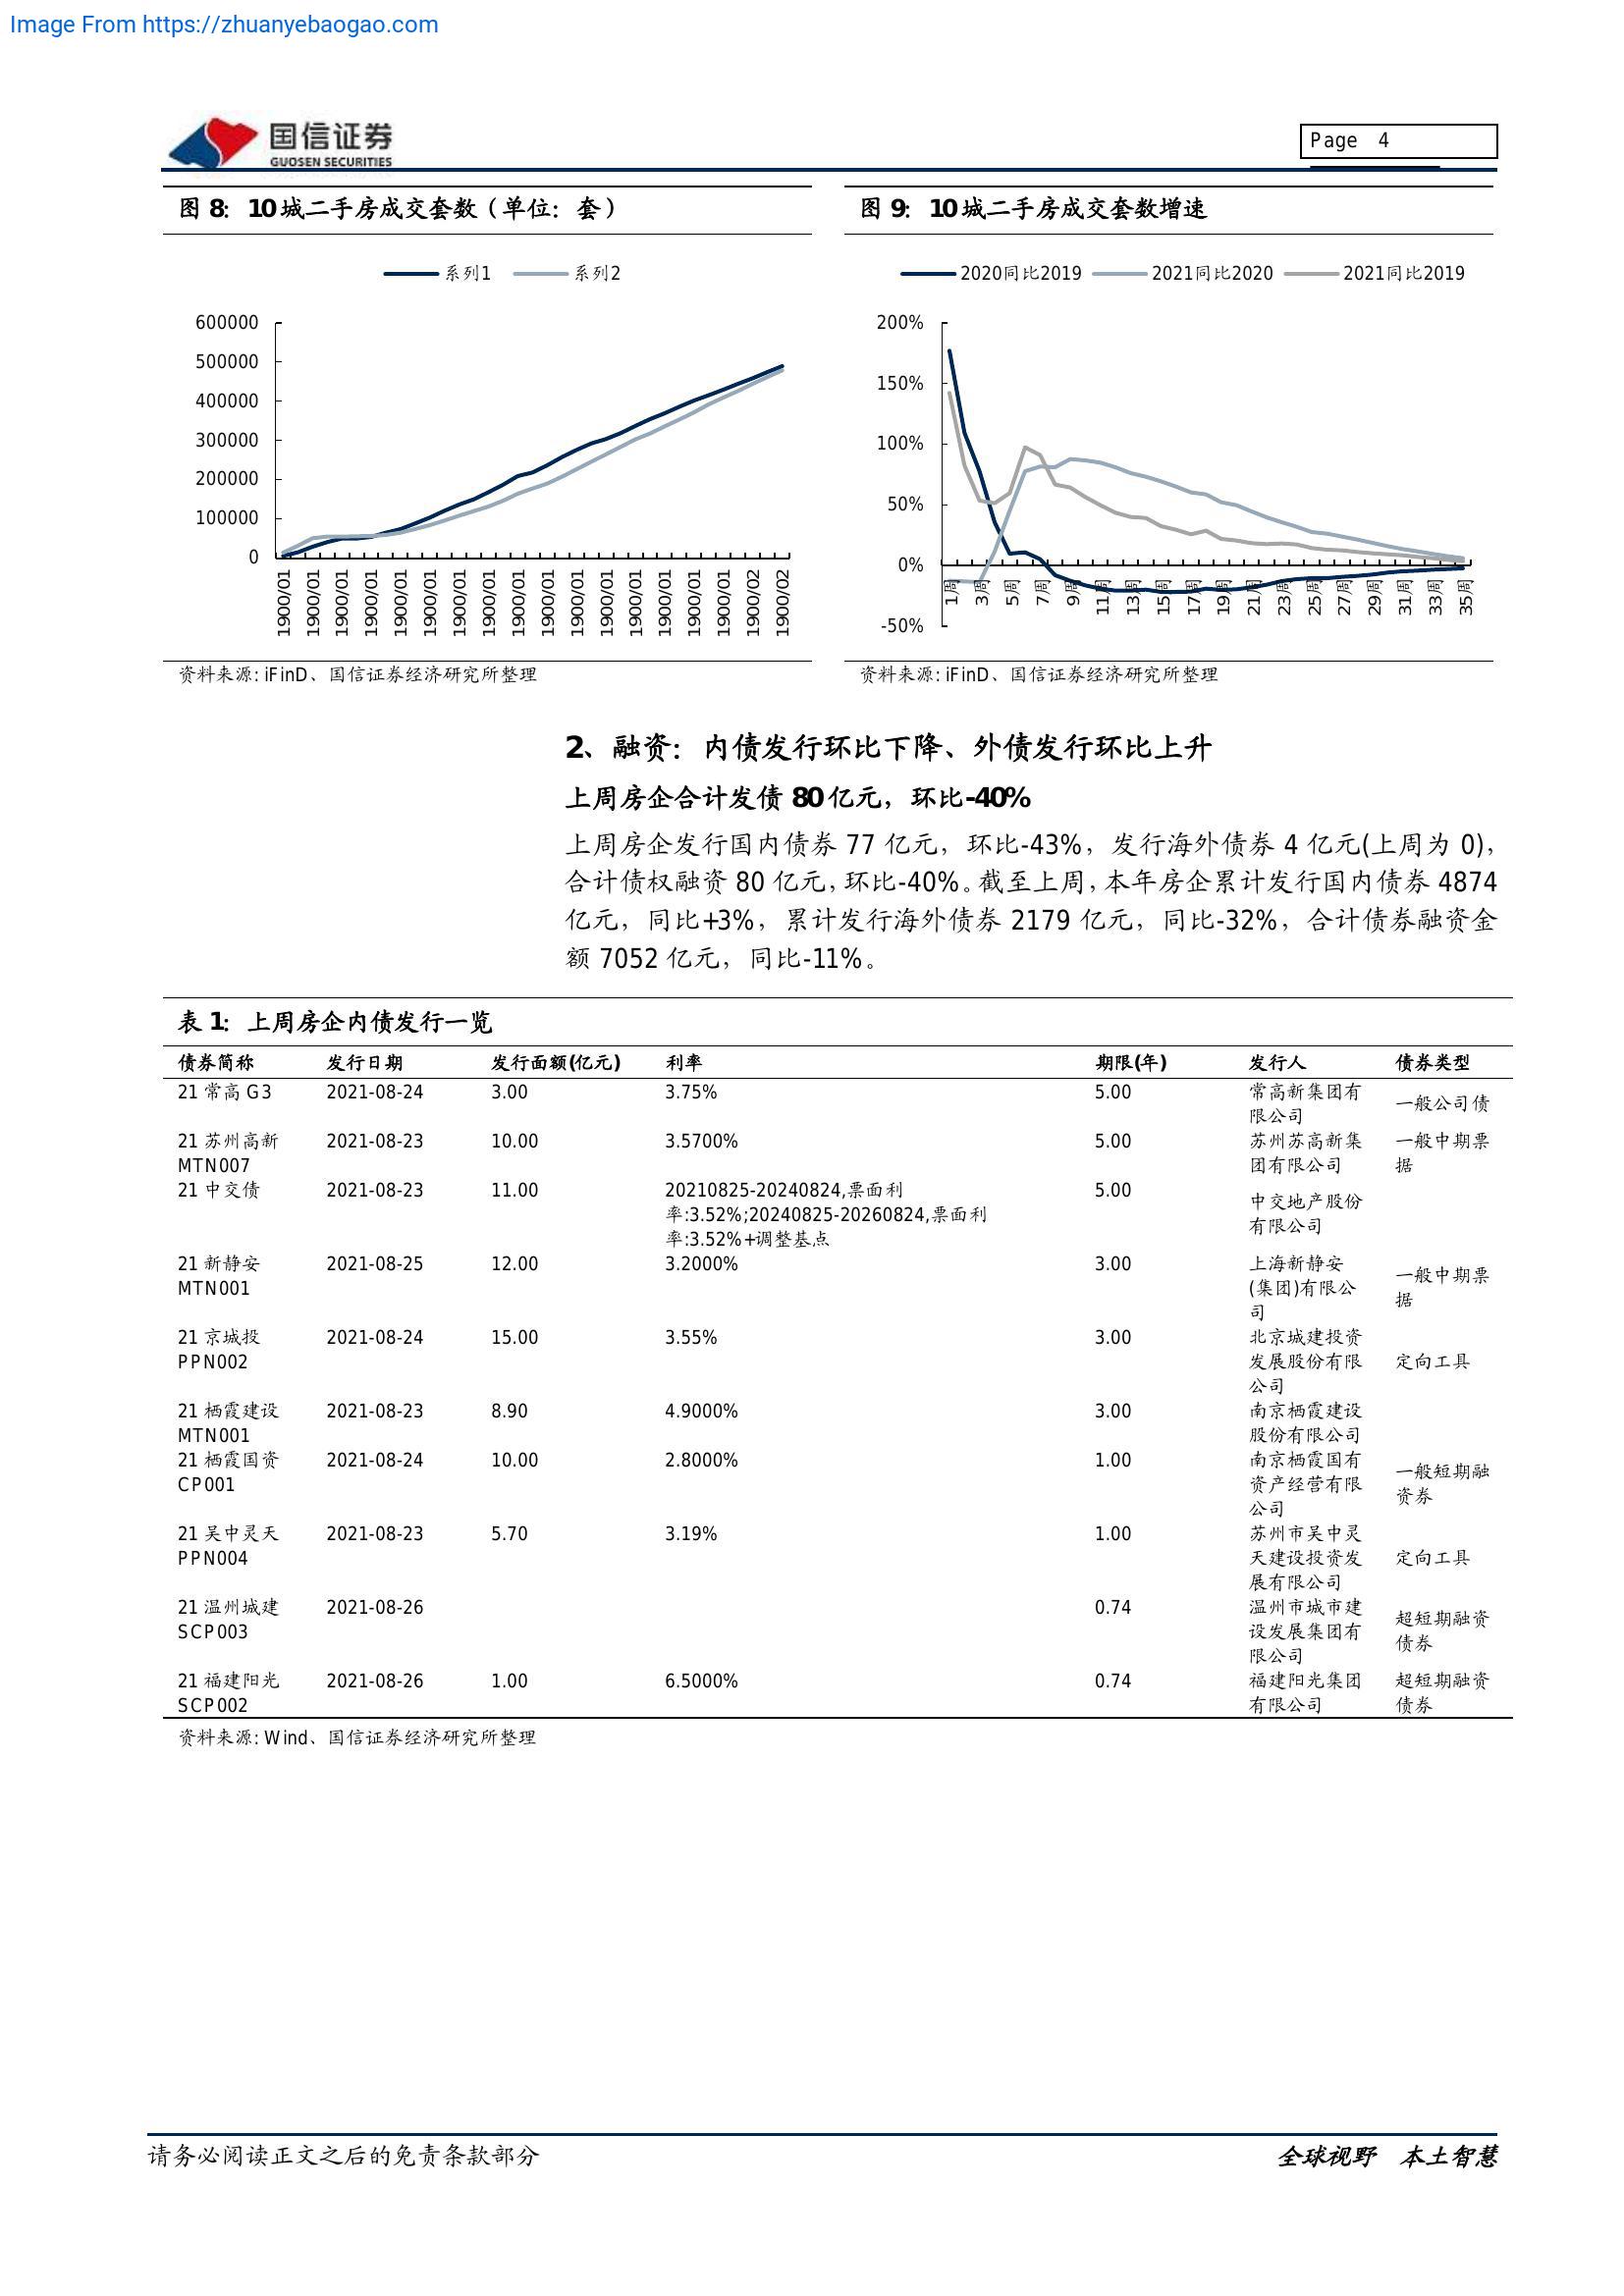 Image From https://zhuanyebaogao.com
国信证券
GUOSEN SECURITIES
Page 4
图 8：10 城二手房成交套数（单位：套）
系列1 系列2
600000
500000
400000
300000
200000
100000
0
1900/01 1900/01 1900/01 1900/01 1900/01 1900/01 1900/01 1900/01 1900/01 1900/01 1900/01 1900/01 1900/01 1900/01 1900/01 1900/01 1900/02 1900/02
资料来源: iFinD、国信证券经济研究所整理
图 9：10 城二手房成交套数增速
2020同比2019 2021同比2020 2021同比2019
200%
150%
100%
50%
0%
-50%
1周 3周 5周 7周 9周 11周 13周 15周 17周 19周 21周 23周 25周 27周 29周 31周 33周 35周
资料来源: iFinD、国信证券经济研究所整理
2、融资：内债发行环比下降、外债发行环比上升
上周房企合计发债 80 亿元，环比-40%
上周房企发行国内债券 77 亿元，环比-43%，发行海外债券 4 亿元(上周为 0)，
合计债权融资 80 亿元，环比-40%。截至上周，本年房企累计发行国内债券 4874
亿元，同比+3%，累计发行海外债券 2179 亿元，同比-32%，合计债券融资金
额 7052 亿元，同比-11%。
表 1：上周房企内债发行一览
债券简称 发行日期 发行面额(亿元) 利率 期限(年) 发行人 债券类型
21 常高 G3 2021-08-24 3.00 3.75% 5.00 常高新集团有
限公司 一般公司债
21 苏州高新 2021-08-23 10.00 3.5700% 5.00 苏州苏高新集 一般中期票
MTN007 团有限公司 据
21 中交债 2021-08-23 11.00 20210825-20240824,票面利 5.00
率:3.52%;20240825-20260824,票面利 中交地产股份
率:3.52%+调整基点 有限公司
21 新静安 2021-08-25 12.00 3.2000% 3.00 上海新静安
MTN001 (集团)有限公 一般中期票
司 据
21 京城投 2021-08-24 15.00 3.55% 3.00 北京城建投资
PPN002 发展股份有限 定向工具
公司
21 栖霞建设 2021-08-23 8.90 4.9000% 3.00 南京栖霞建设
MTN001 股份有限公司
21 栖霞国资 2021-08-24 10.00 2.8000% 1.00 南京栖霞国有
CP001 资产经营有限 一般短期融
公司 资券
21 吴中灵天 2021-08-23 5.70 3.19% 1.00 苏州市吴中灵
PPN004 天建设投资发 定向工具
展有限公司
21 温州城建 2021-08-26 0.74 温州市城市建
SCP003 设发展集团有 超短期融资
限公司 债券
21 福建阳光 2021-08-26 1.00 6.5000% 0.74 福建阳光集团 超短期融资
SCP002 有限公司 债券
资料来源: Wind、国信证券经济研究所整理
请务必阅读正文之后的免责条款部分
全球视野 本土智慧